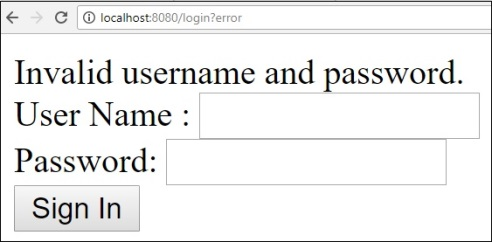 localhost:8080/login?error
Invalid username and password.
User Name :
Password:
Sign In